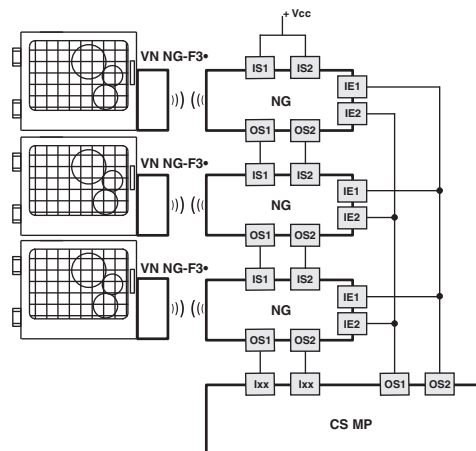 + Vcc
VN NG-F3•
IS1 IS2
NG
IE1
IE2
OS1 OS2
VN NG-F3•
IS1 IS2
NG
IE1
IE2
OS1 OS2
VN NG-F3•
IS1 IS2
NG
IE1
IE2
OS1 OS2
Ixx Ixx OS1 OS2
CS MP